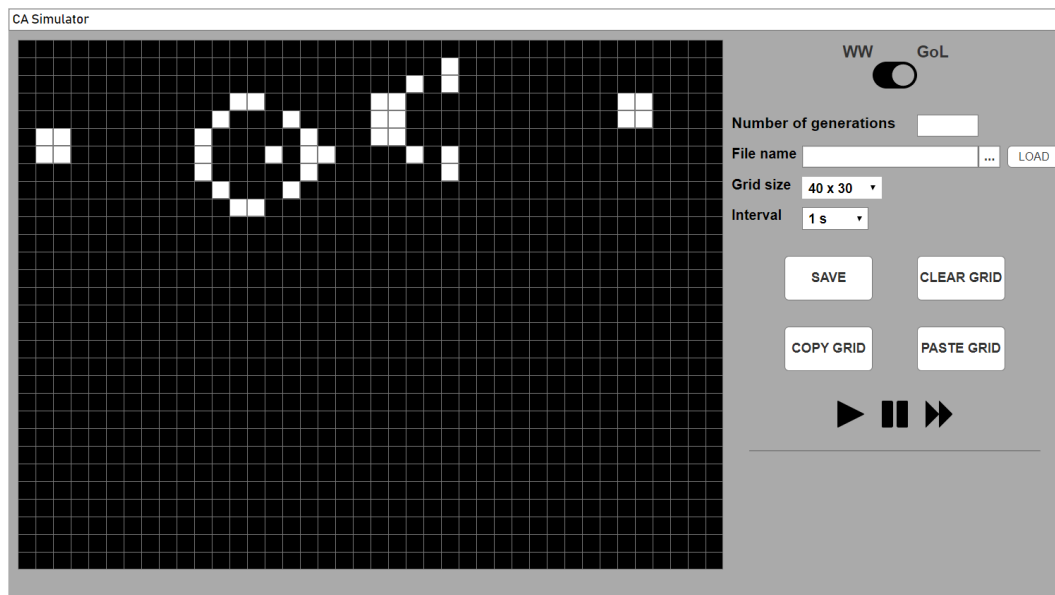 CA Simulator
WW GoL
Number of generations
File name ... LOAD
Grid size 40 x 30
Interval 1 s
SAVE CLEAR GRID
COPY GRID PASTE GRID